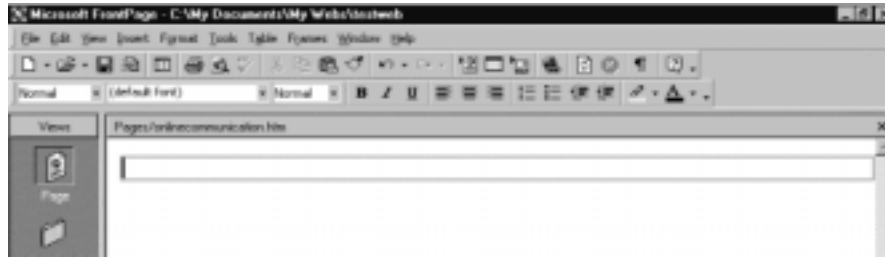 Microsoft FrontPage - C:\My Documents\My Webs\testweb
File Edit View Insert Format Tools Table Frames Window Help
Normal (default font) Normal B I U A
Views Pages/onlinecommunication.htm
Page